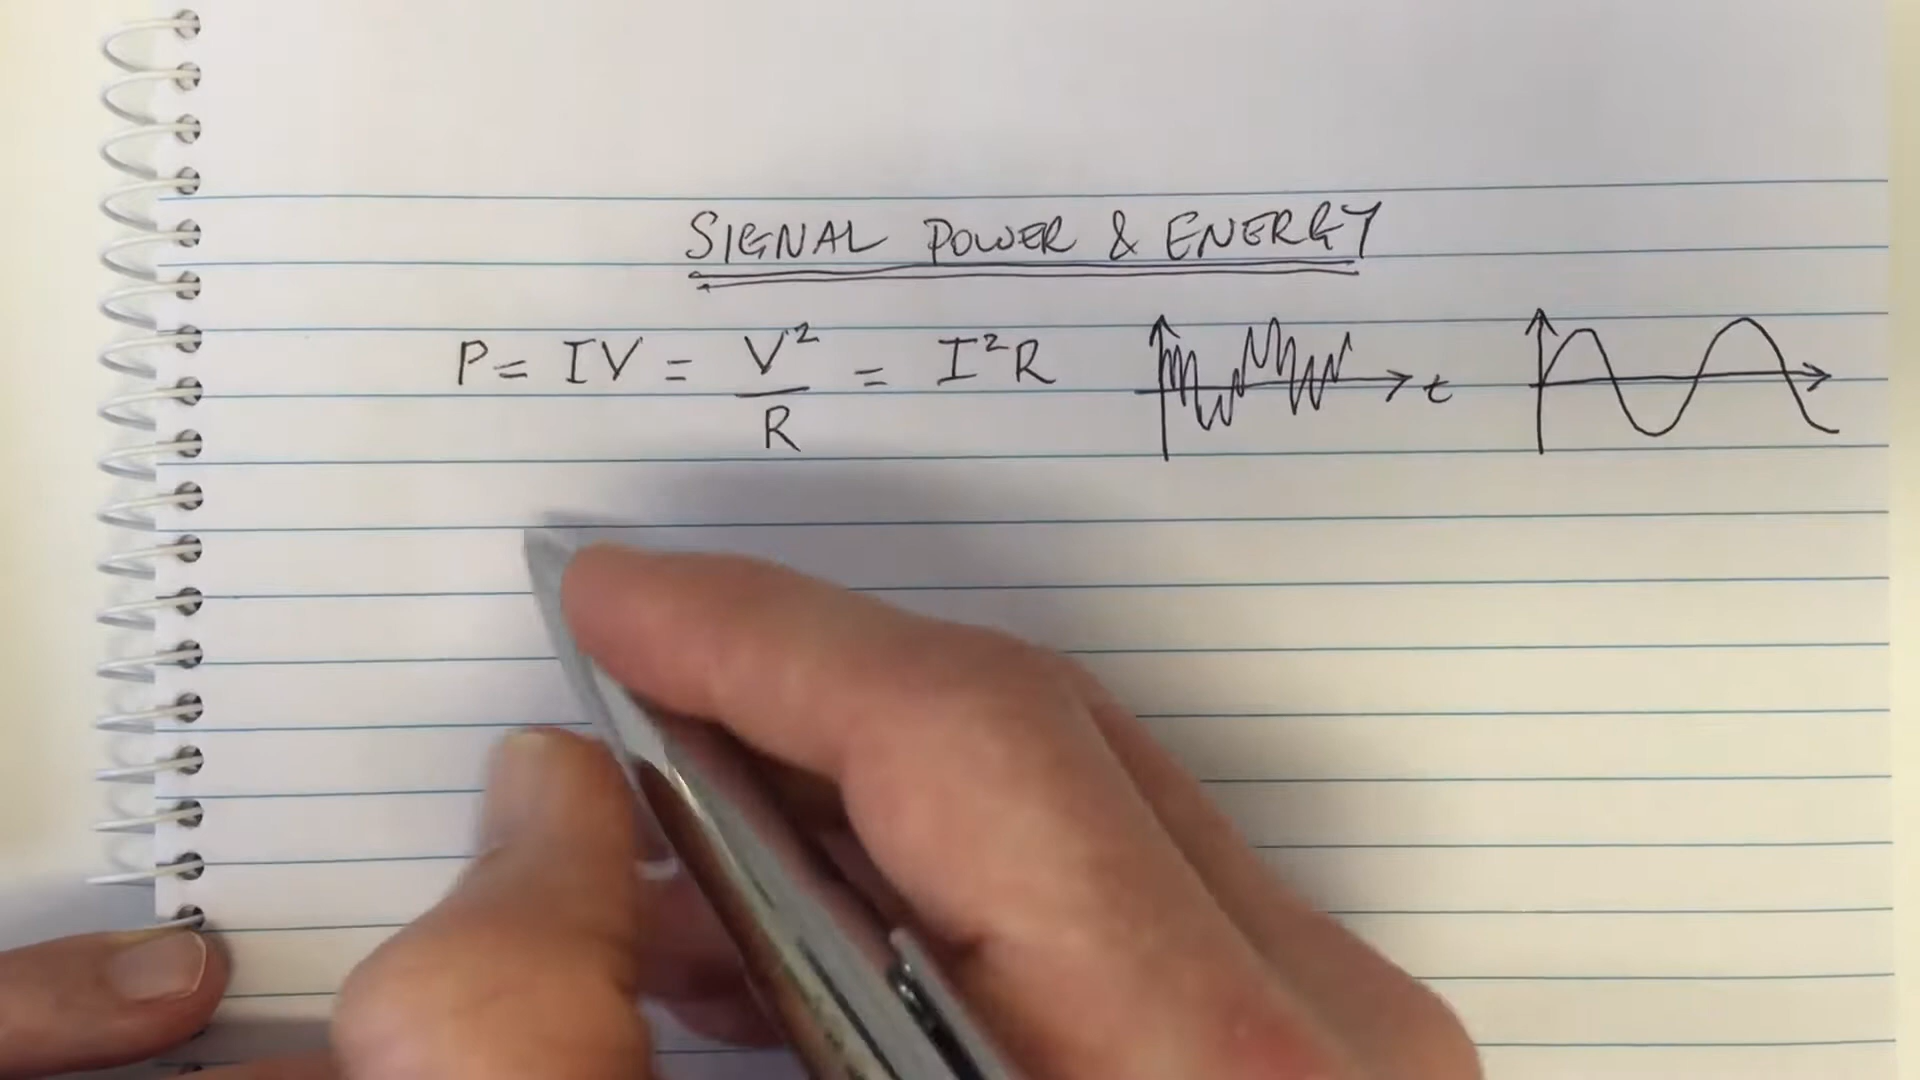 SIGNAL POWER & ENERGY
P = IV = V²/R = I²R t